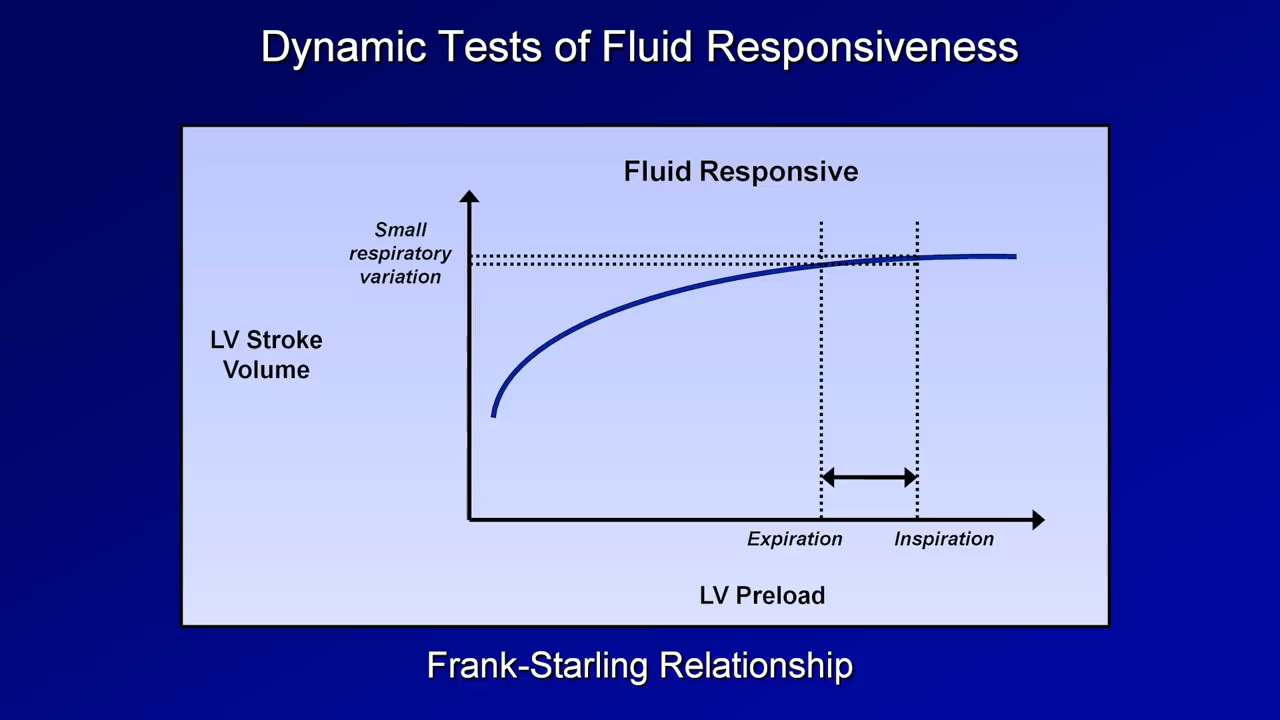 Dynamic Tests of Fluid Responsiveness
Fluid Responsive
Small
respiratory
variation
LV Stroke
Volume
Expiration
Inspiration
LV Preload
Frank-Starling Relationship